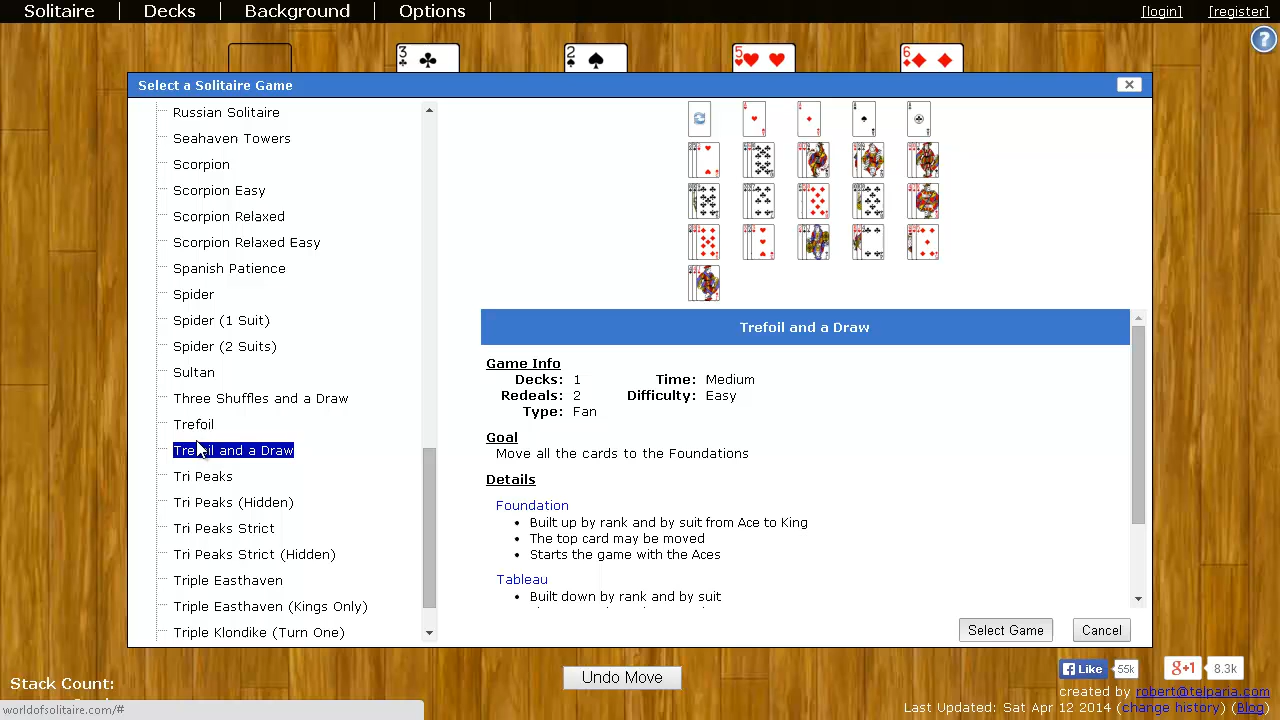 Solitaire Decks Background Options [login] [register]
?
3 2 5 6
Select a Solitaire Game
Russian Solitaire
Seahaven Towers
Scorpion
Scorpion Easy
Scorpion Relaxed
Scorpion Relaxed Easy
Spanish Patience
Spider
Spider (1 Suit)
Spider (2 Suits)
Sultan
Three Shuffles and a Draw
Trefoil
Trefoil and a Draw
Tri Peaks
Tri Peaks (Hidden)
Tri Peaks Strict
Tri Peaks Strict (Hidden)
Triple Easthaven
Triple Easthaven (Kings Only)
Triple Klondike (Turn One)
Trefoil and a Draw
Game Info
Decks: 1 Time: Medium
Redeals: 2 Difficulty: Easy
Type: Fan
Goal
Move all the cards to the Foundations
Details
Foundation
• Built up by rank and by suit from Ace to King
• The top card may be moved
• Starts the game with the Aces
Tableau
• Built down by rank and by suit
Select Game Cancel
Undo Move
Like 55k +1 8.3k
Stack Count:
created by robert@telparia.com
Last Updated: Sat Apr 12 2014 (change history) (Blog)
worldofsolitaire.com/#